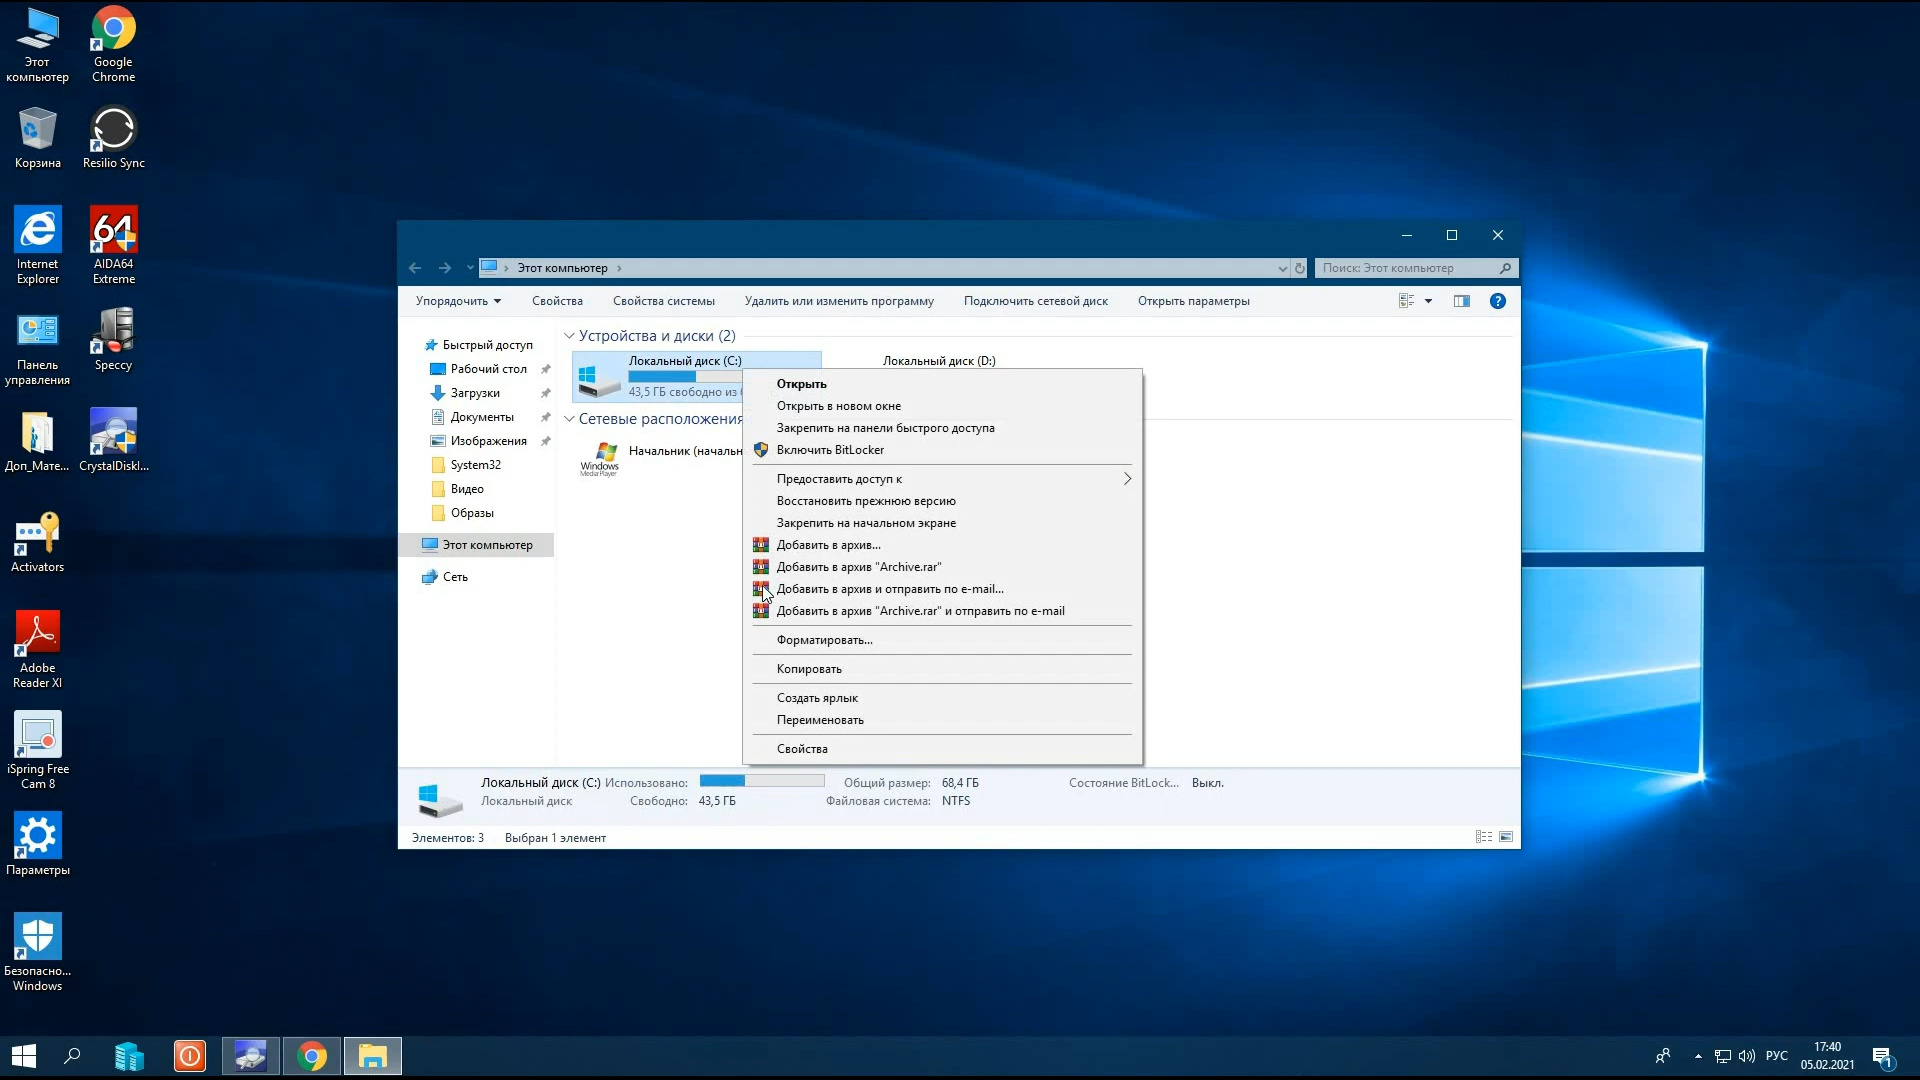 Этот
компьютер
Google
Chrome
Корзина
Resilio Sync
Internet
Explorer
64
AIDA64
Extreme
Панель
управления
Speccy
Доп_Мате...
CrystalDiskI...
Activators
Adobe
Reader XI
iSpring Free
Cam 8
Параметры
Безопасно...
Windows
Этот компьютер
Поиск: Этот компьютер
Упорядочить
Свойства
Свойства системы
Удалить или изменить программу
Подключить сетевой диск
Открыть параметры
Быстрый доступ
Рабочий стол
Загрузки
Документы
Изображения
System32
Видео
Образы
Этот компьютер
Сеть
Устройства и диски (2)
Локальный диск (C:)
43,5 ГБ свободно из
Локальный диск (D:)
Сетевые расположения
Windows
Media Player
Начальник (начальн
Открыть
Открыть в новом окне
Закрепить на панели быстрого доступа
Включить BitLocker
Предоставить доступ к
Восстановить прежнюю версию
Закрепить на начальном экране
Добавить в архив...
Добавить в архив "Archive.rar"
Добавить в архив и отправить по e-mail...
Добавить в архив "Archive.rar" и отправить по e-mail
Форматировать...
Копировать
Создать ярлык
Переименовать
Свойства
Локальный диск (C:) Использовано: Общий размер: 68,4 ГБ Состояние BitLock... Выкл.
Локальный диск Свободно: 43,5 ГБ Файловая система: NTFS
Элементов: 3 Выбран 1 элемент
РУС
17:40
05.02.2021
1